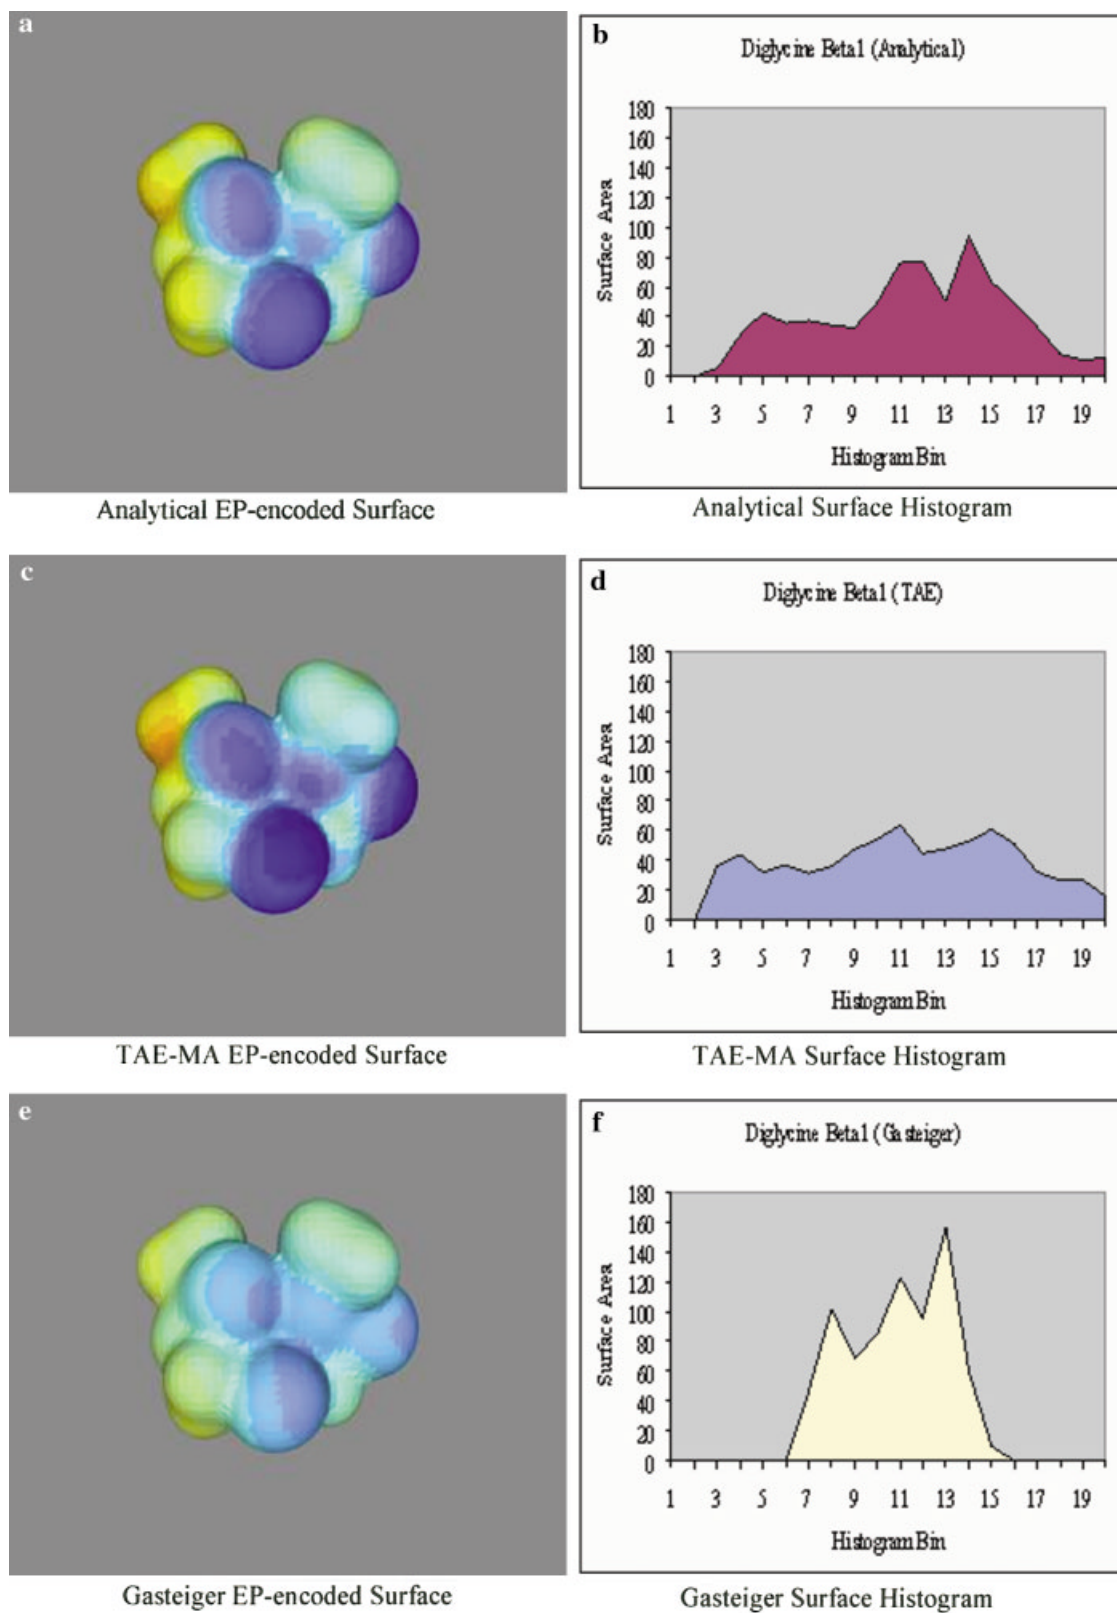 a
b
Diglycine Beta1 (Analytical)
180
160
140
120
100
80
60
40
20
0
Surface Area
1 3 5 7 9 11 13 15 17 19
Histogram Bin
Analytical EP-encoded Surface
Analytical Surface Histogram
c
d
Diglycine Beta1 (TAE)
180
160
140
120
100
80
60
40
20
0
Surface Area
1 3 5 7 9 11 13 15 17 19
Histogram Bin
TAE-MA EP-encoded Surface
TAE-MA Surface Histogram
e
f
Diglycine Beta1 (Gasteiger)
180
160
140
120
100
80
60
40
20
0
Surface Area
1 3 5 7 9 11 13 15 17 19
Histogram Bin
Gasteiger EP-encoded Surface
Gasteiger Surface Histogram